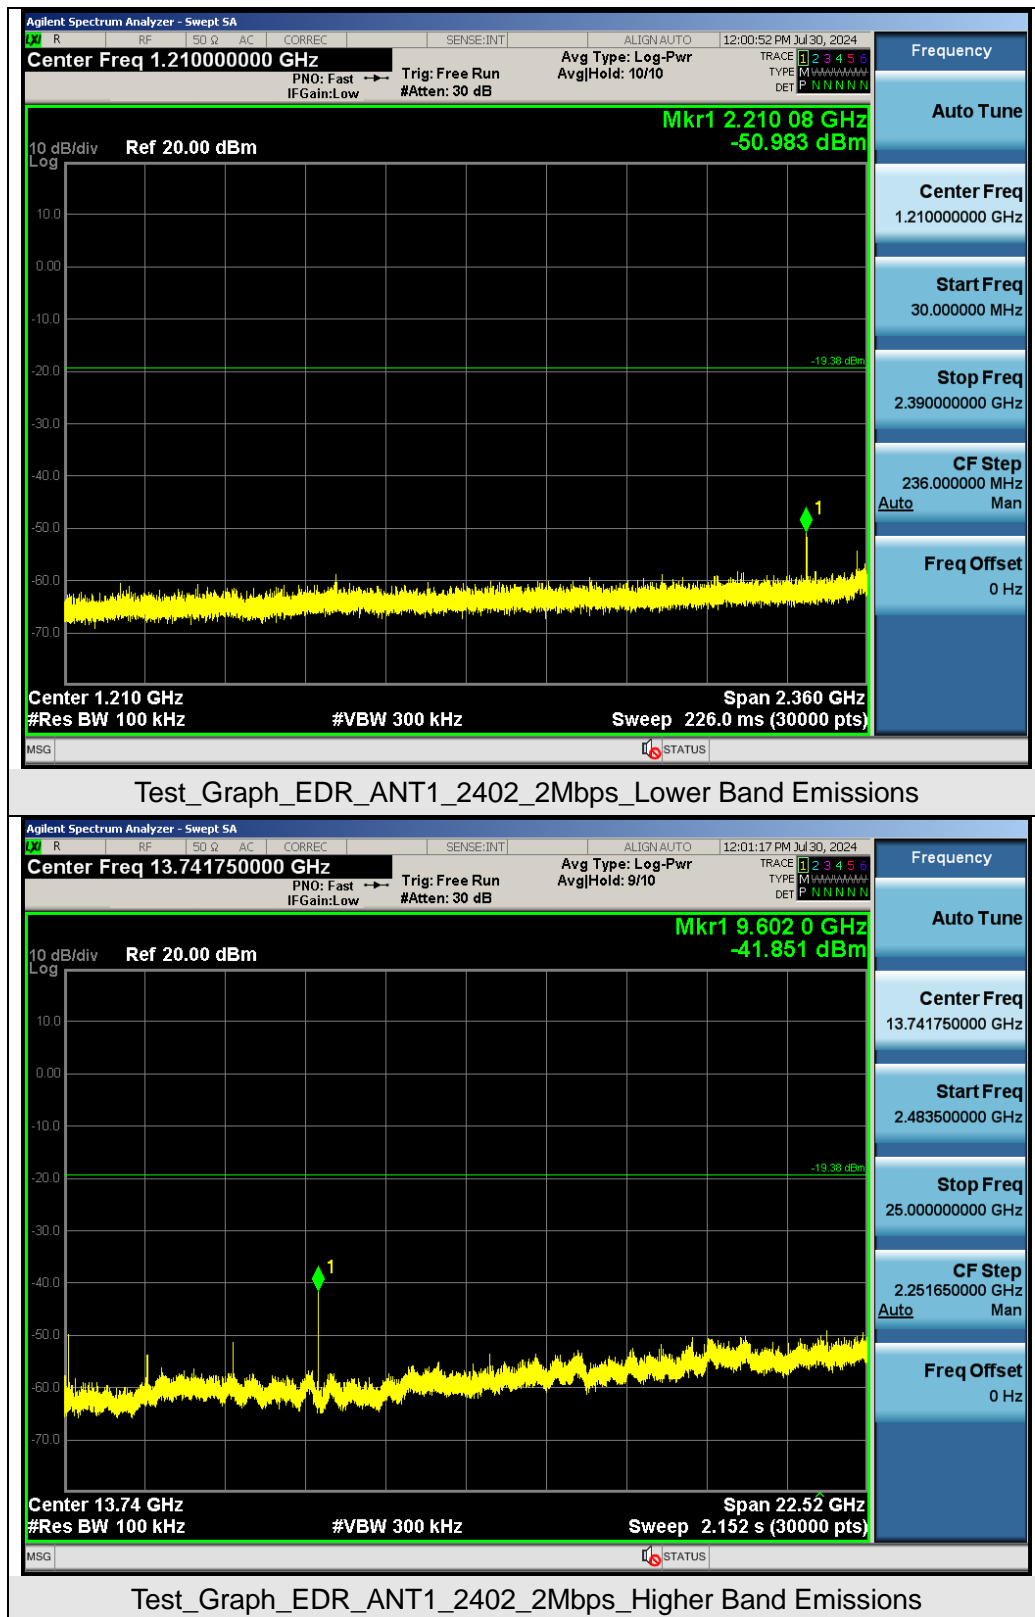 Agilent Spectrum Analyzer - Swept SA
LXI R RF 50 Ω AC CORREC SENSE:INT ALIGN AUTO 12:00:52 PM Jul 30, 2024
Center Freq 1.210000000 GHz
PNO: Fast
IFGain:Low
Trig: Free Run
#Atten: 30 dB
Avg Type: Log-Pwr
Avg|Hold: 10/10
TRACE 1 2 3 4 5 6
TYPE M
DET P N N N N N
Mkr1 2.210 08 GHz
-50.983 dBm
10 dB/div Ref 20.00 dBm
Log
10.0
0.00
-10.0
-19.38 dBm
-20.0
-30.0
-40.0
-50.0
1
-60.0
-70.0
Center 1.210 GHz Span 2.360 GHz
#Res BW 100 kHz #VBW 300 kHz Sweep 226.0 ms (30000 pts)
MSG STATUS
Frequency
Auto Tune
Center Freq
1.210000000 GHz
Start Freq
30.000000 MHz
Stop Freq
2.390000000 GHz
CF Step
236.000000 MHz
Auto Man
Freq Offset
0 Hz
Test_Graph_EDR_ANT1_2402_2Mbps_Lower Band Emissions
Agilent Spectrum Analyzer - Swept SA
LXI R RF 50 Ω AC CORREC SENSE:INT ALIGN AUTO 12:01:17 PM Jul 30, 2024
Center Freq 13.741750000 GHz
PNO: Fast
IFGain:Low
Trig: Free Run
#Atten: 30 dB
Avg Type: Log-Pwr
Avg|Hold: 9/10
TRACE 1 2 3 4 5 6
TYPE M
DET P N N N N N
Mkr1 9.602 0 GHz
-41.851 dBm
10 dB/div Ref 20.00 dBm
Log
10.0
0.00
-10.0
-19.38 dBm
-20.0
-30.0
1
-40.0
-50.0
-60.0
-70.0
Center 13.74 GHz Span 22.52 GHz
#Res BW 100 kHz #VBW 300 kHz Sweep 2.152 s (30000 pts)
MSG STATUS
Frequency
Auto Tune
Center Freq
13.741750000 GHz
Start Freq
2.483500000 GHz
Stop Freq
25.000000000 GHz
CF Step
2.251650000 GHz
Auto Man
Freq Offset
0 Hz
Test_Graph_EDR_ANT1_2402_2Mbps_Higher Band Emissions